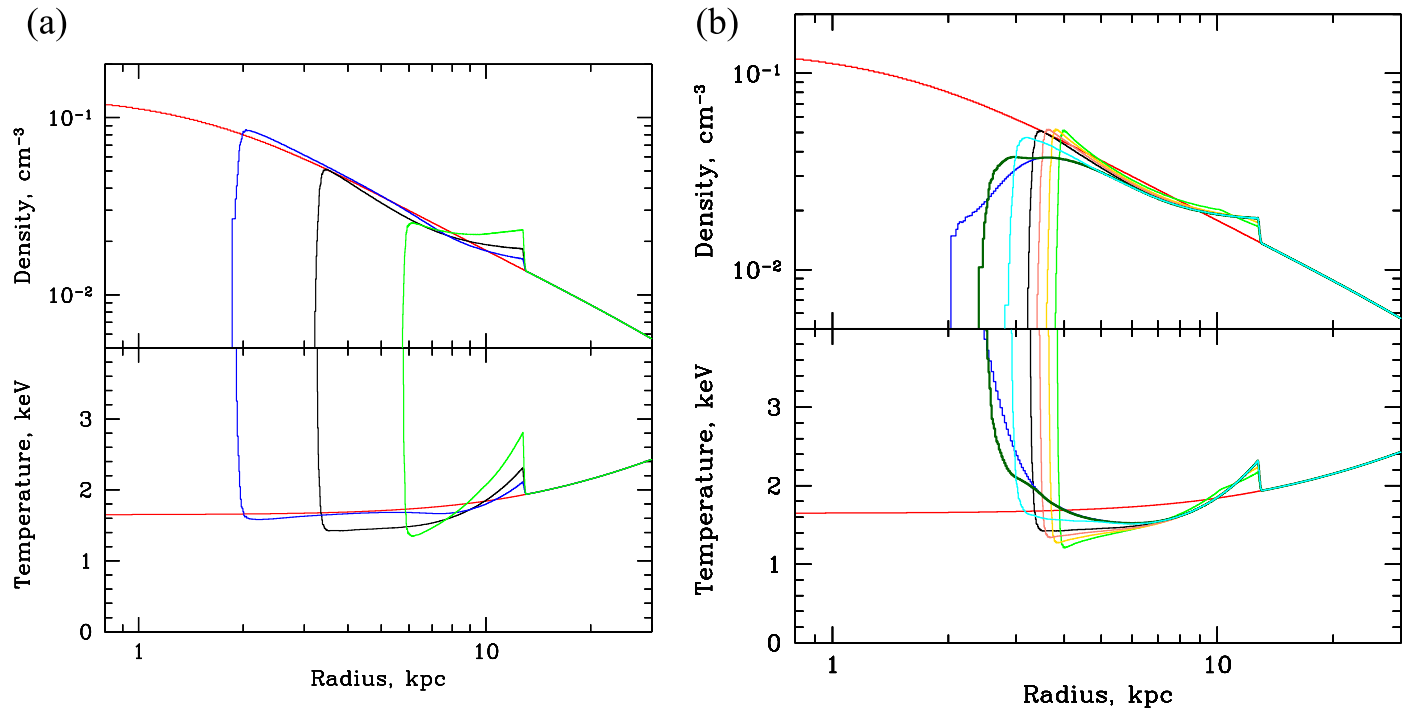 (a)
Density, cm⁻³
10⁻¹
10⁻²
Temperature, keV
3
2
1
0
1
10
Radius, kpc
(b)
Density, cm⁻³
10⁻¹
10⁻²
Temperature, keV
3
2
1
0
1
10
Radius, kpc